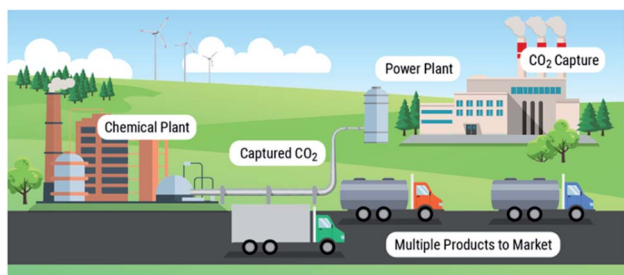 CO₂ Capture
Power Plant
Chemical Plant
Captured CO₂
Multiple Products to Market